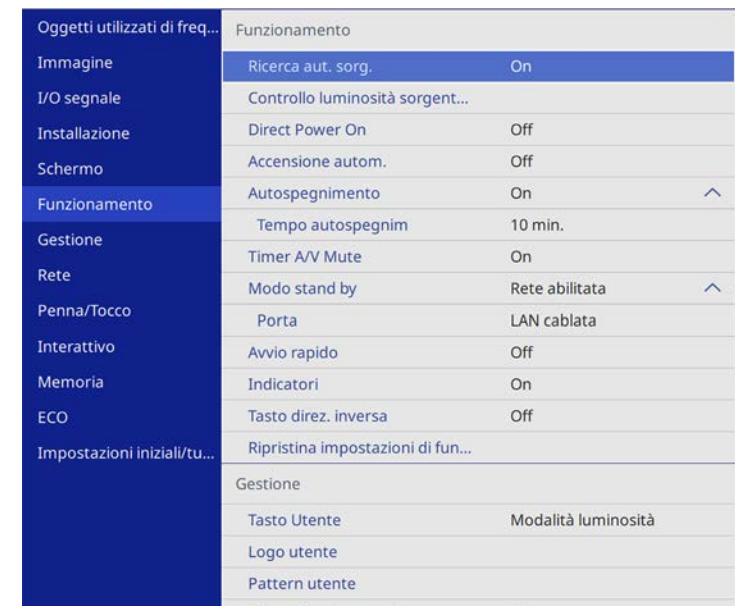 Oggetti utilizzati di freq...
Immagine
I/O segnale
Installazione
Schermo
Funzionamento
Gestione
Rete
Penna/Tocco
Interattivo
Memoria
ECO
Impostazioni iniziali/tu...
Funzionamento
Ricerca aut. sorg. On
Controllo luminosità sorgent...
Direct Power On Off
Accensione autom. Off
Autospegnimento On
Tempo autospegnim 10 min.
Timer A/V Mute On
Modo stand by Rete abilitata
Porta LAN cablata
Avvio rapido Off
Indicatori On
Tasto direz. inversa Off
Ripristina impostazioni di fun...
Gestione
Tasto Utente Modalità luminosità
Logo utente
Pattern utente